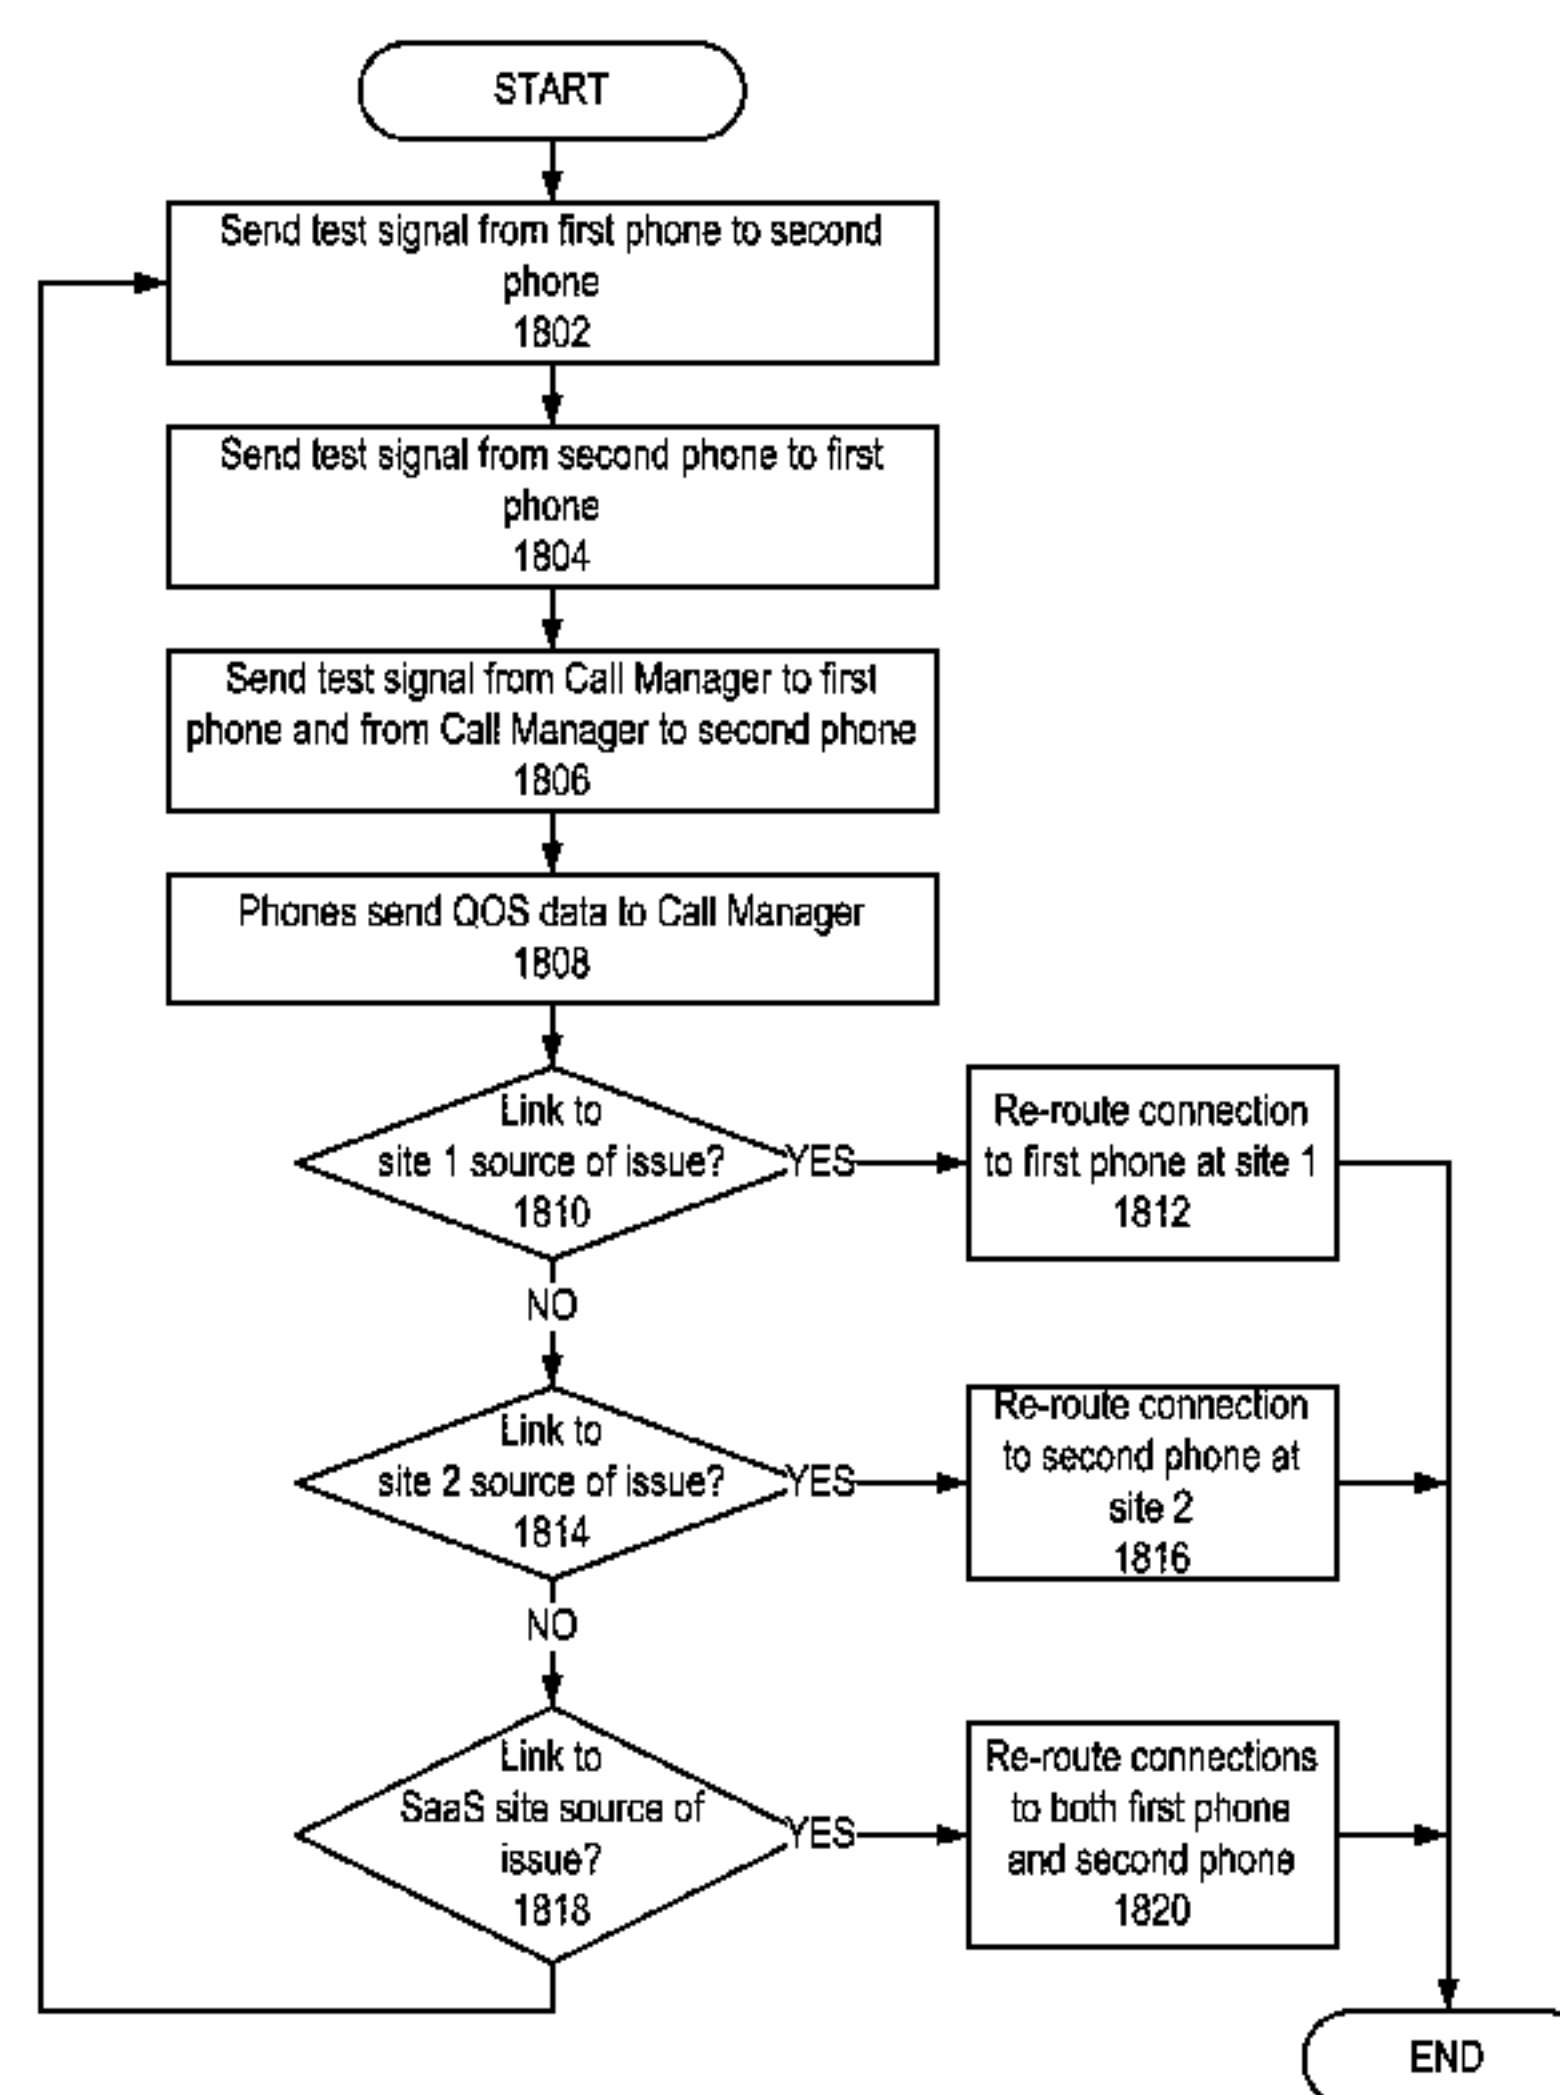 START
Send test signal from first phone to second
phone
1802
Send test signal from second phone to first
phone
1804
Send test signal from Call Manager to first
phone and from Call Manager to second phone
1806
Phones send QOS data to Call Manager
1808
Link to
site 1 source of issue?
1810
YES
Re-route connection
to first phone at site 1
1812
NO
Link to
site 2 source of issue?
1814
YES
Re-route connection
to second phone at
site 2
1816
NO
Link to
SaaS site source of
issue?
1818
YES
Re-route connections
to both first phone
and second phone
1820
END